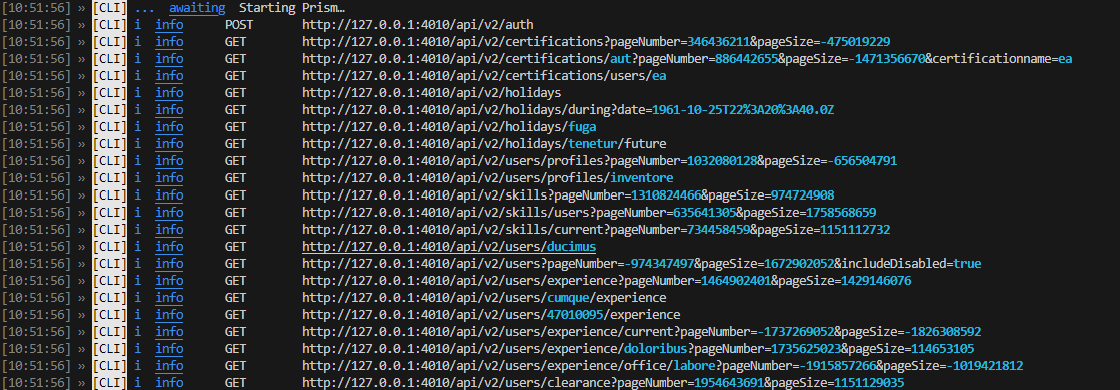 [10:51:56] » [CLI] ... awaiting Starting Prism…
[10:51:56] » [CLI] i info POST http://127.0.0.1:4010/api/v2/auth
[10:51:56] » [CLI] i info GET http://127.0.0.1:4010/api/v2/certifications?pageNumber=346436211&pageSize=-475019229
[10:51:56] » [CLI] i info GET http://127.0.0.1:4010/api/v2/certifications/aut?pageNumber=886442655&pageSize=-1471356670&certificationname=ea
[10:51:56] » [CLI] i info GET http://127.0.0.1:4010/api/v2/certifications/users/ea
[10:51:56] » [CLI] i info GET http://127.0.0.1:4010/api/v2/holidays
[10:51:56] » [CLI] i info GET http://127.0.0.1:4010/api/v2/holidays/during?date=1961-10-25T22%3A20%3A40.0Z
[10:51:56] » [CLI] i info GET http://127.0.0.1:4010/api/v2/holidays/fuga
[10:51:56] » [CLI] i info GET http://127.0.0.1:4010/api/v2/holidays/tenetur/future
[10:51:56] » [CLI] i info GET http://127.0.0.1:4010/api/v2/users/profiles?pageNumber=1032080128&pageSize=-656504791
[10:51:56] » [CLI] i info GET http://127.0.0.1:4010/api/v2/users/profiles/inventore
[10:51:56] » [CLI] i info GET http://127.0.0.1:4010/api/v2/skills?pageNumber=1310824466&pageSize=974724908
[10:51:56] » [CLI] i info GET http://127.0.0.1:4010/api/v2/skills/users?pageNumber=635641305&pageSize=1758568659
[10:51:56] » [CLI] i info GET http://127.0.0.1:4010/api/v2/skills/current?pageNumber=734458459&pageSize=1151112732
[10:51:56] » [CLI] i info GET http://127.0.0.1:4010/api/v2/users/ducimus
[10:51:56] » [CLI] i info GET http://127.0.0.1:4010/api/v2/users?pageNumber=-974347497&pageSize=1672902052&includeDisabled=true
[10:51:56] » [CLI] i info GET http://127.0.0.1:4010/api/v2/users/experience?pageNumber=1464902401&pageSize=1429146076
[10:51:56] » [CLI] i info GET http://127.0.0.1:4010/api/v2/users/cumque/experience
[10:51:56] » [CLI] i info GET http://127.0.0.1:4010/api/v2/users/47010095/experience
[10:51:56] » [CLI] i info GET http://127.0.0.1:4010/api/v2/users/experience/current?pageNumber=-1737269052&pageSize=-1826308592
[10:51:56] » [CLI] i info GET http://127.0.0.1:4010/api/v2/users/experience/doloribus?pageNumber=1735625023&pageSize=114653105
[10:51:56] » [CLI] i info GET http://127.0.0.1:4010/api/v2/users/experience/office/labore?pageNumber=-1915857266&pageSize=-1019421812
[10:51:56] » [CLI] i info GET http://127.0.0.1:4010/api/v2/users/clearance?pageNumber=1954643691&pageSize=1151129035